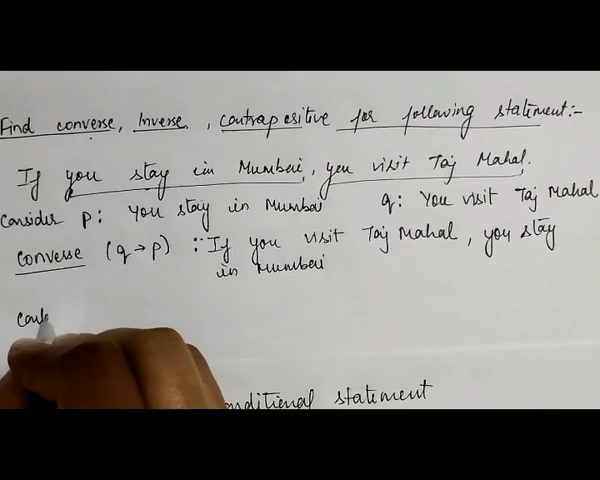 Find converse, Inverse, contrapositive for following statement:-
If you stay in Mumbai, you visit Taj Mahal.
Consider p: You stay in Mumbai q: You visit Taj Mahal
Converse (q→p) : If you visit Taj Mahal, you stay
in Mumbai
conditional statement